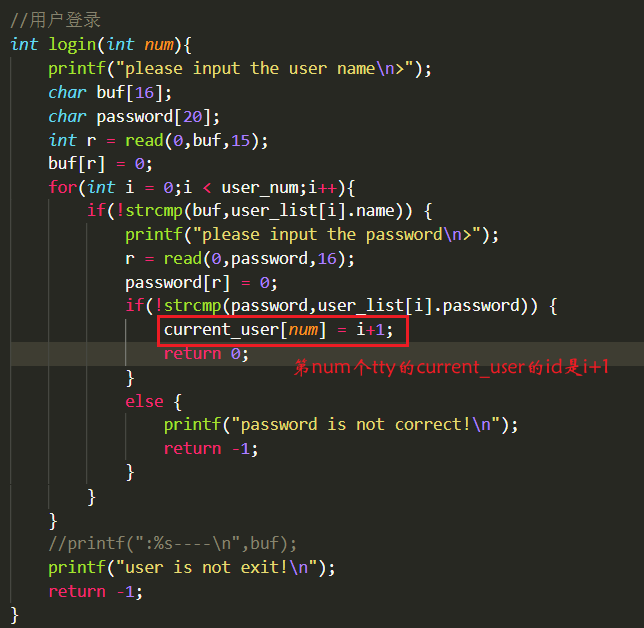 //用户登录
int login(int num){
    printf("please input the user name\n>");
    char buf[16];
    char password[20];
    int r = read(0,buf,15);
    buf[r] = 0;
    for(int i = 0;i < user_num;i++){
        if(!strcmp(buf,user_list[i].name)) {
            printf("please input the password\n>");
            r = read(0,password,16);
            password[r] = 0;
            if(!strcmp(password,user_list[i].password)) {
                current_user[num] = i+1;
                return 0;
第num个tty的current_user的id是i+1
            }
            else {
                printf("password is not correct!\n");
                return -1;
            }
        }
    }
    //printf(":%s----\n",buf);
    printf("user is not exit!\n");
    return -1;
}